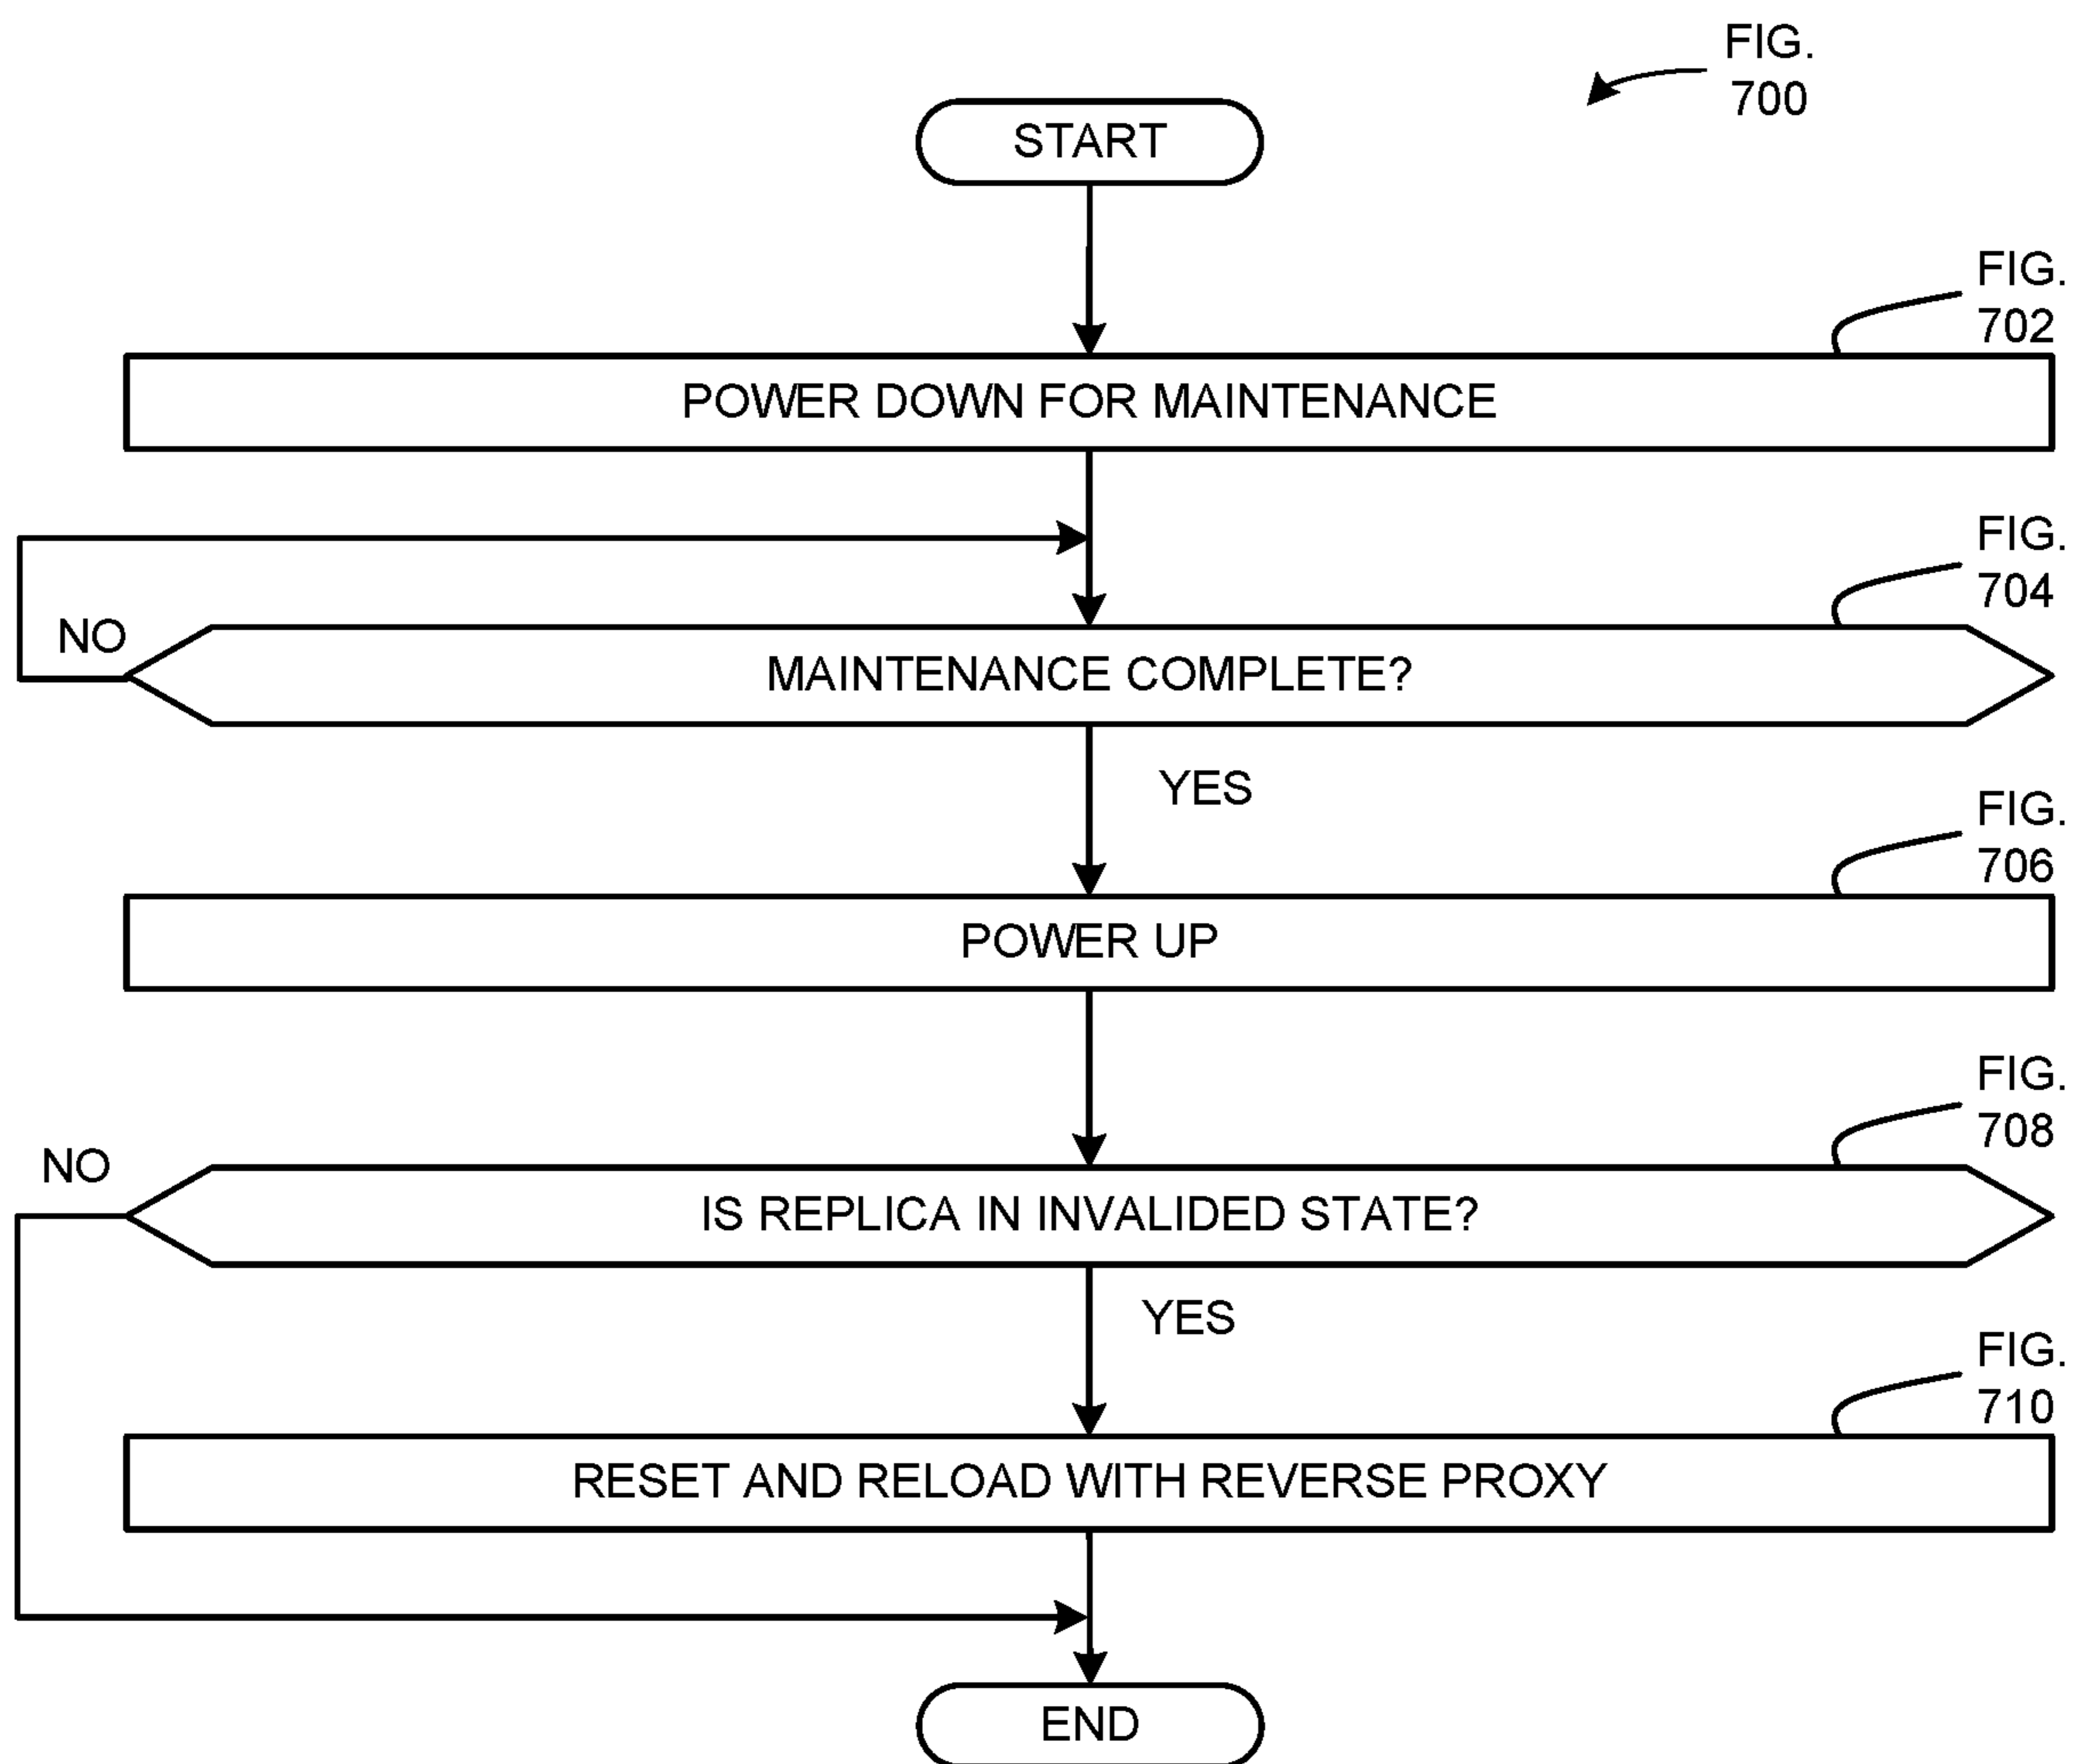 FIG.
700
START
FIG.
702
POWER DOWN FOR MAINTENANCE
FIG.
704
NO
MAINTENANCE COMPLETE?
YES
FIG.
706
POWER UP
FIG.
708
NO
IS REPLICA IN INVALIDED STATE?
YES
FIG.
710
RESET AND RELOAD WITH REVERSE PROXY
END